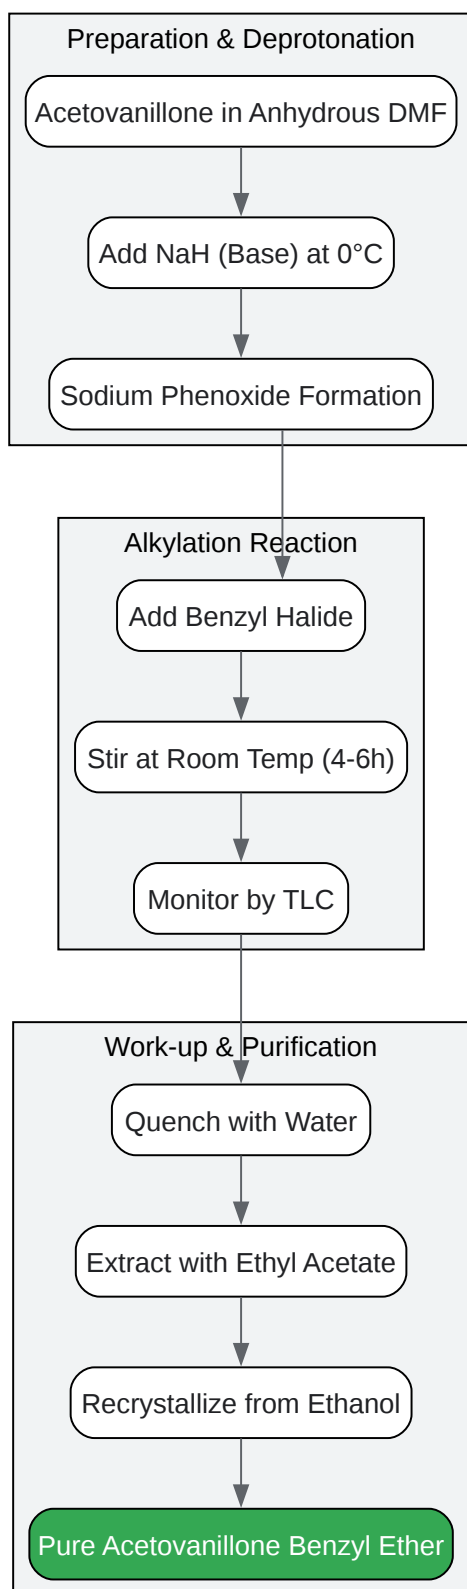 Preparation & Deprotonation
Acetovanillone in Anhydrous DMF
Add NaH (Base) at 0°C
Sodium Phenoxide Formation
Alkylation Reaction
Add Benzyl Halide
Stir at Room Temp (4-6h)
Monitor by TLC
Work-up & Purification
Quench with Water
Extract with Ethyl Acetate
Recrystallize from Ethanol
Pure Acetovanillone Benzyl Ether